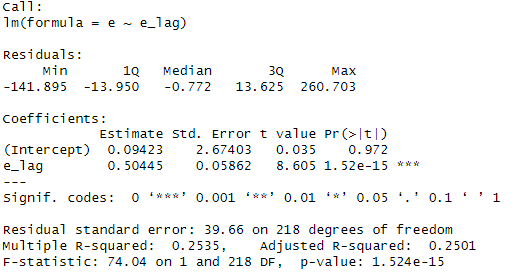 Call:
lm(formula = e ~ e_lag)
Residuals:
     Min       1Q   Median       3Q      Max
-141.895  -13.950   -0.772   13.625  260.703
Coefficients:
            Estimate Std. Error t value Pr(>|t|)
(Intercept)  0.09423    2.67403   0.035    0.972
e_lag        0.50445    0.05862   8.605 1.52e-15 ***
---
Signif. codes:  0 ‘***’ 0.001 ‘**’ 0.01 ‘*’ 0.05 ‘.’ 0.1 ‘ ’ 1
Residual standard error: 39.66 on 218 degrees of freedom
Multiple R-squared:  0.2535,    Adjusted R-squared:  0.2501
F-statistic: 74.04 on 1 and 218 DF,  p-value: 1.524e-15